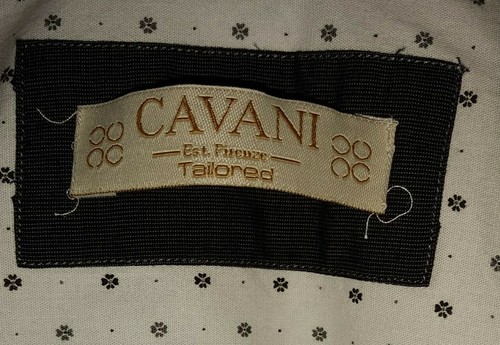 CAVANI
Est. Firenze
Tailored